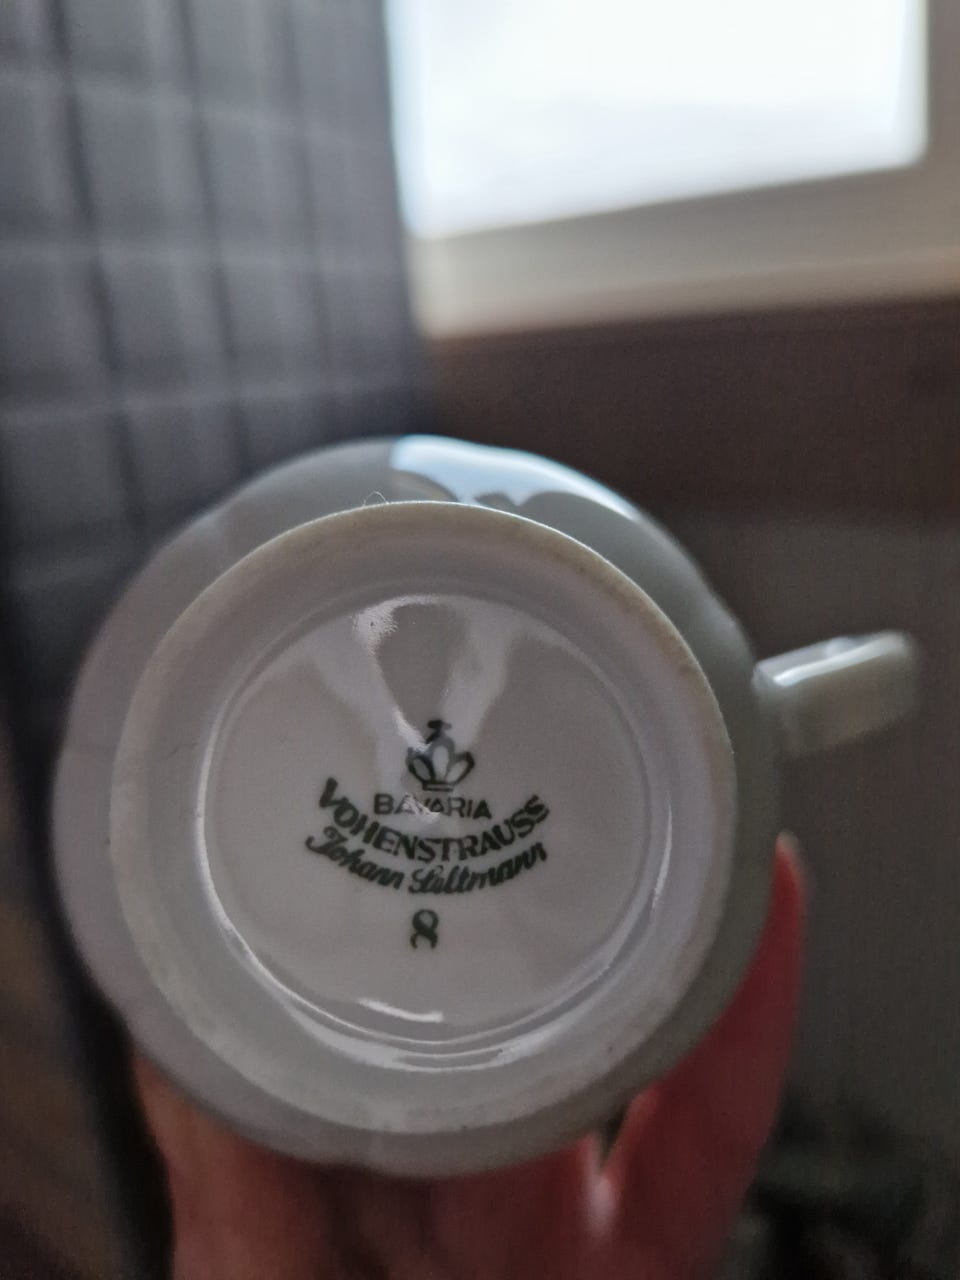 BAVARIA
VOHENSTRAUSS
Johann Seltmann
8